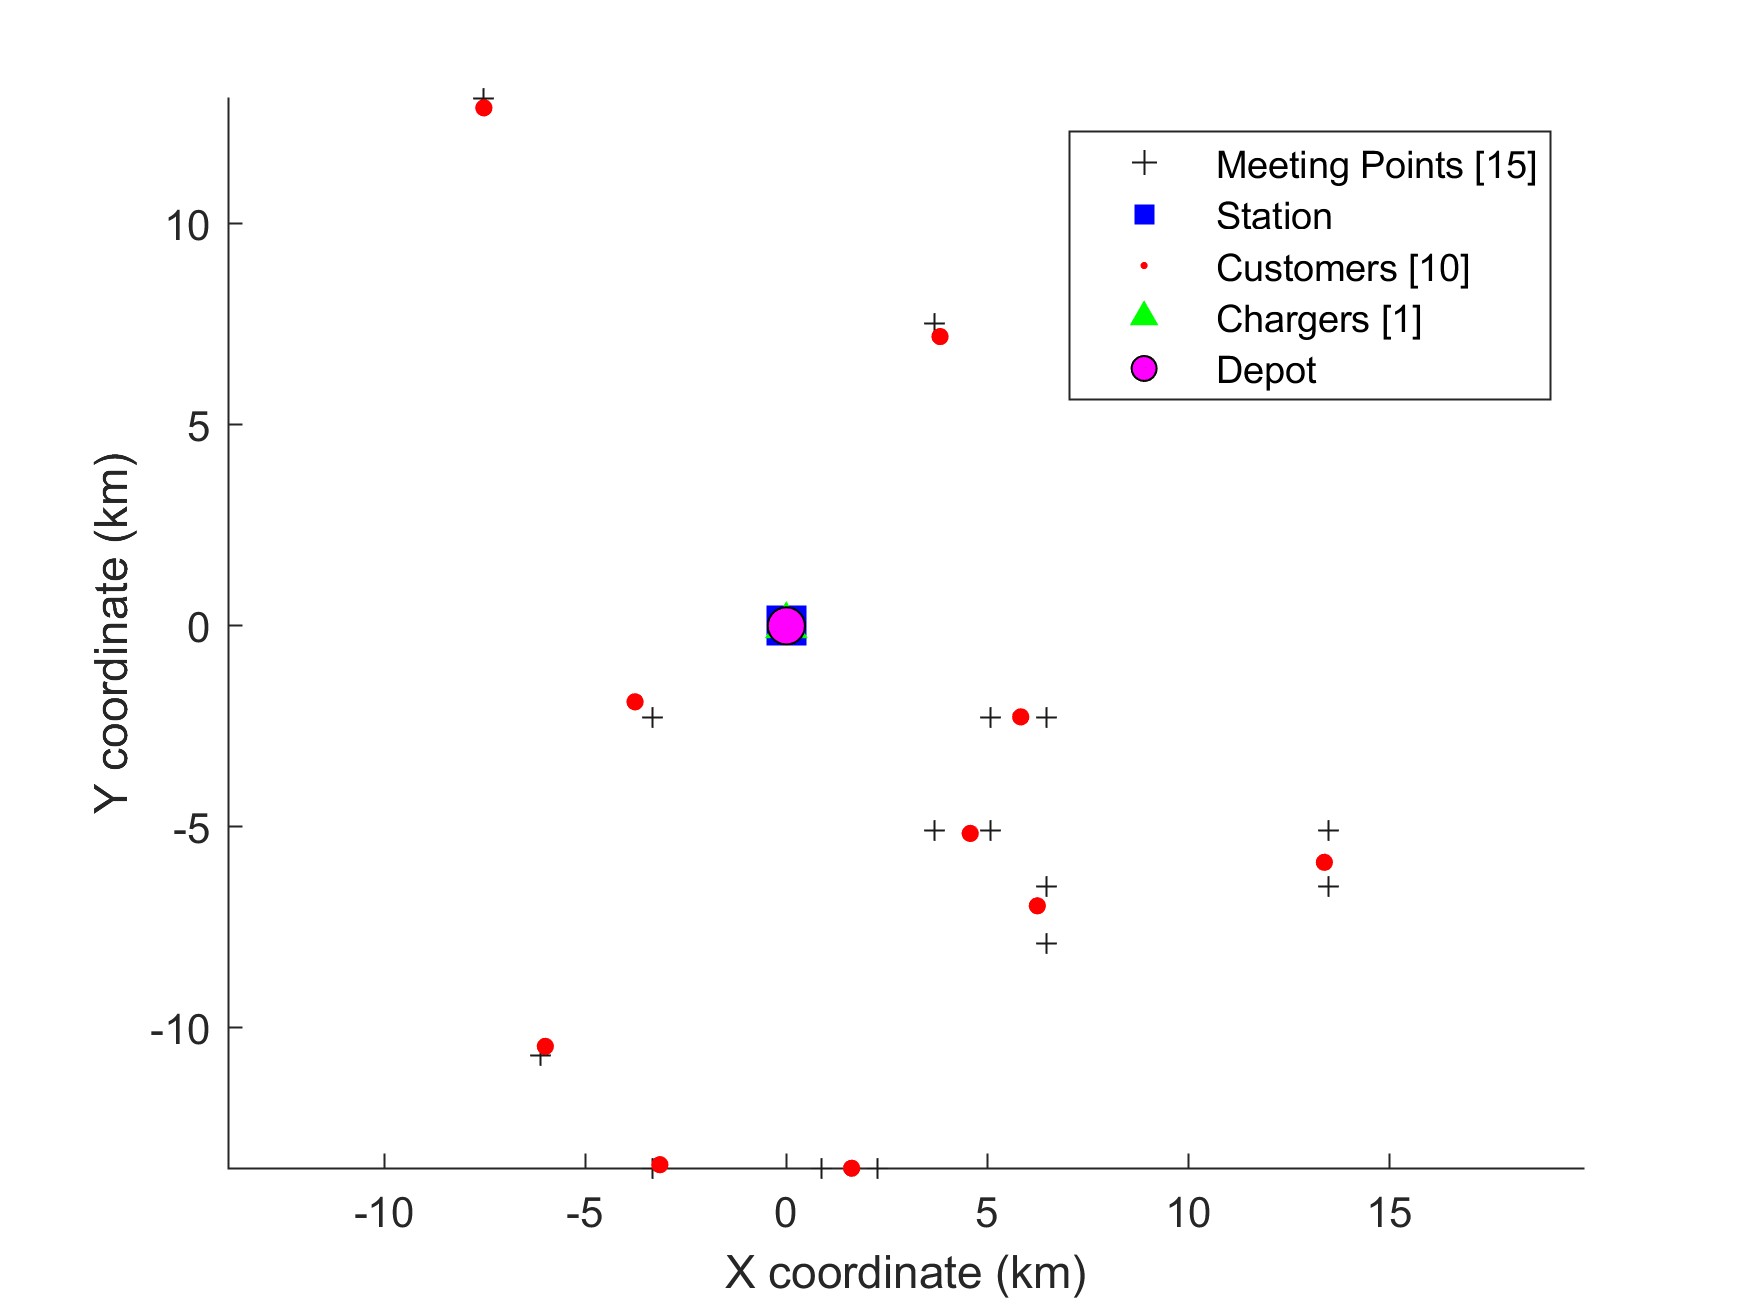 Meeting Points [15]
Station
Customers [10]
Chargers [1]
Depot
10
5
0
-5
-10
Y coordinate (km)
-10
-5
0
5
10
15
X coordinate (km)